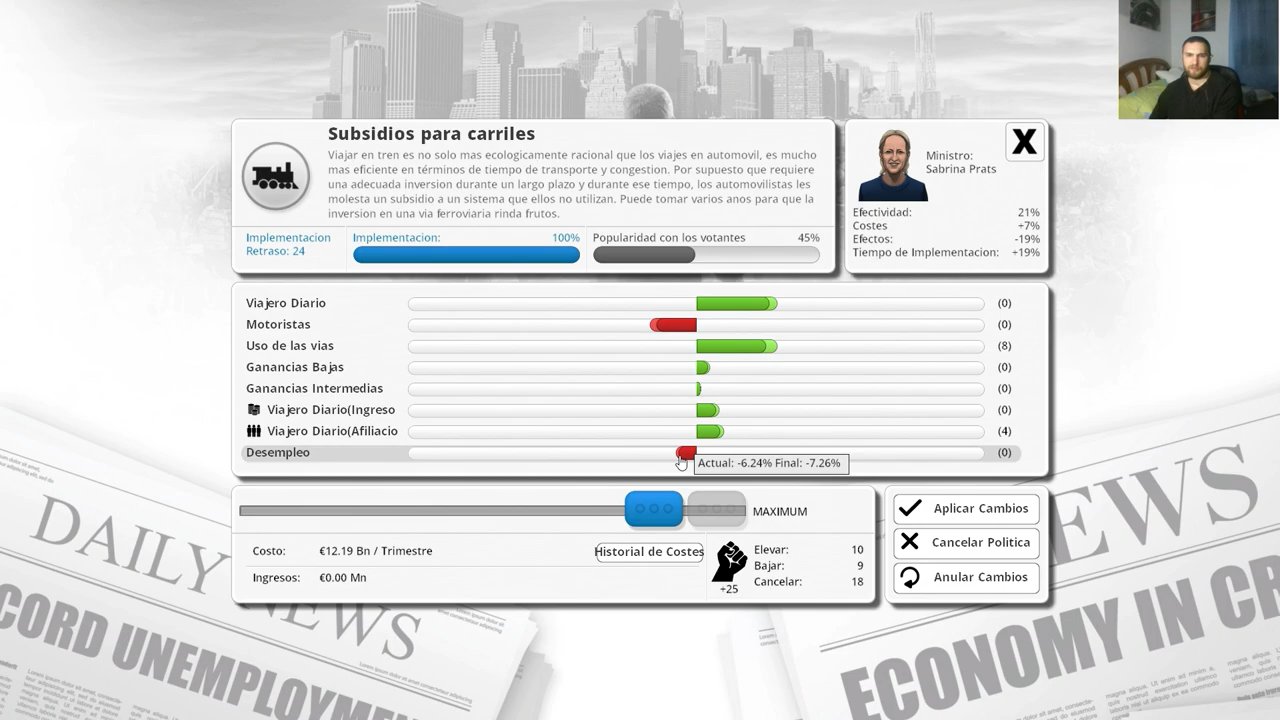 Subsidios para carriles
Viajar en tren es no solo mas ecologicamente racional que los viajes en automovil, es mucho
mas eficiente en términos de tiempo de transporte y congestion. Por supuesto que requiere
una adecuada inversion durante un largo plazo y durante ese tiempo, los automovilistas les
molesta un subsidio a un sistema que ellos no utilizan. Puede tomar varios anos para que la
inversion en una via ferroviaria rinda frutos.
Implementacion
Retraso: 24
Implementacion: 100%
Popularidad con los votantes 45%
X
Ministro:
Sabrina Prats
Efectividad: 21%
Costes +7%
Efectos: -19%
Tiempo de Implementacion: +19%
Viajero Diario (0)
Motoristas (0)
Uso de las vias (8)
Ganancias Bajas (0)
Ganancias Intermedias (0)
Viajero Diario(Ingreso (0)
Viajero Diario(Afiliacio (4)
Desempleo (0)
Actual: -6.24% Final: -7.26%
MAXIMUM
Costo: €12.19 Bn / Trimestre
Historial de Costes
Ingresos: €0.00 Mn
+25
Elevar: 10
Bajar: 9
Cancelar: 18
Aplicar Cambios
Cancelar Politica
Anular Cambios
DAILY NEWS
CORD UNEMPLOYME
NEWS
ECONOMY IN CR